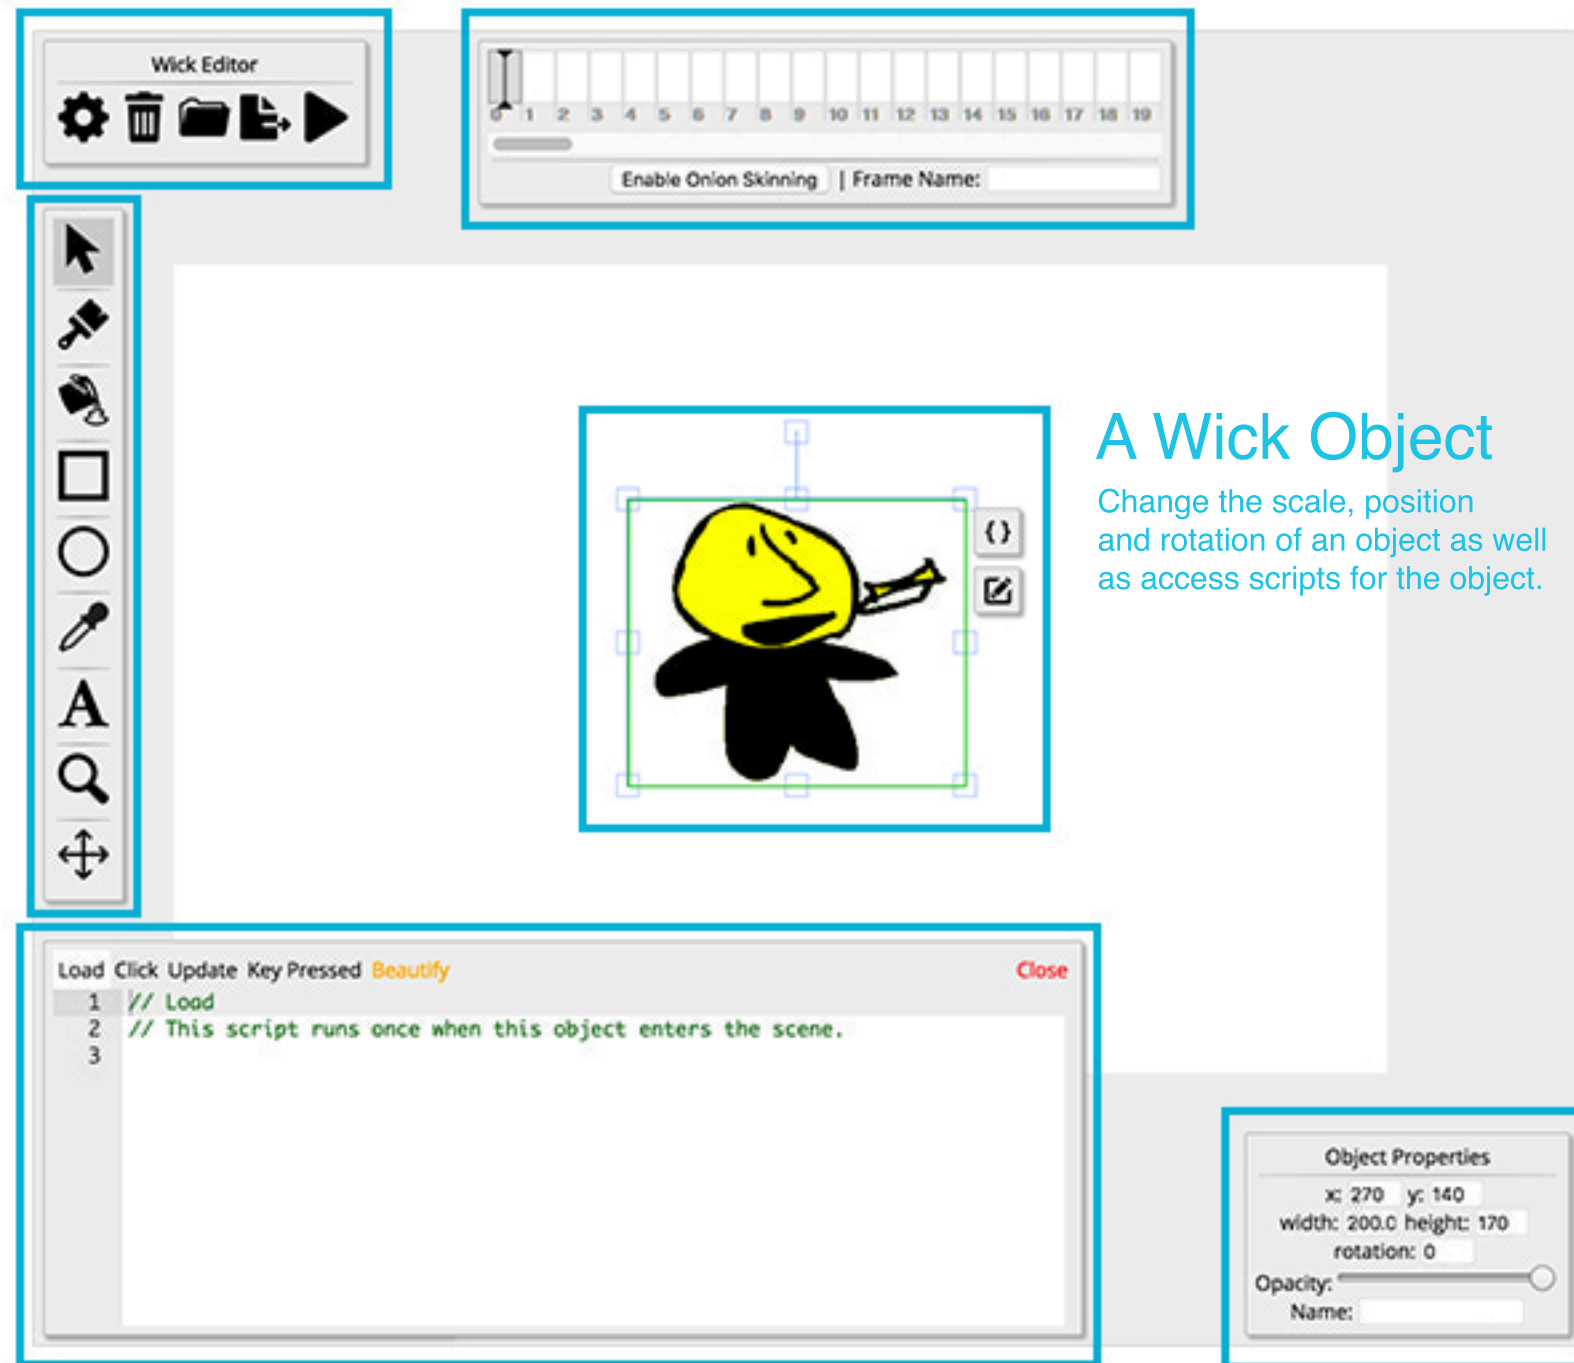 Wick Editor
0 1 2 3 4 5 6 7 8 9 10 11 12 13 14 15 16 17 18 19
Enable Onion Skinning | Frame Name:
A Wick Object
Change the scale, position
and rotation of an object as well
as access scripts for the object.
{}
A
Load Click Update Key Pressed Beautify Close
1 // Load
2 // This script runs once when this object enters the scene.
3
Object Properties
x: 270 y: 140
width: 200.0 height: 170
rotation: 0
Opacity:
Name: